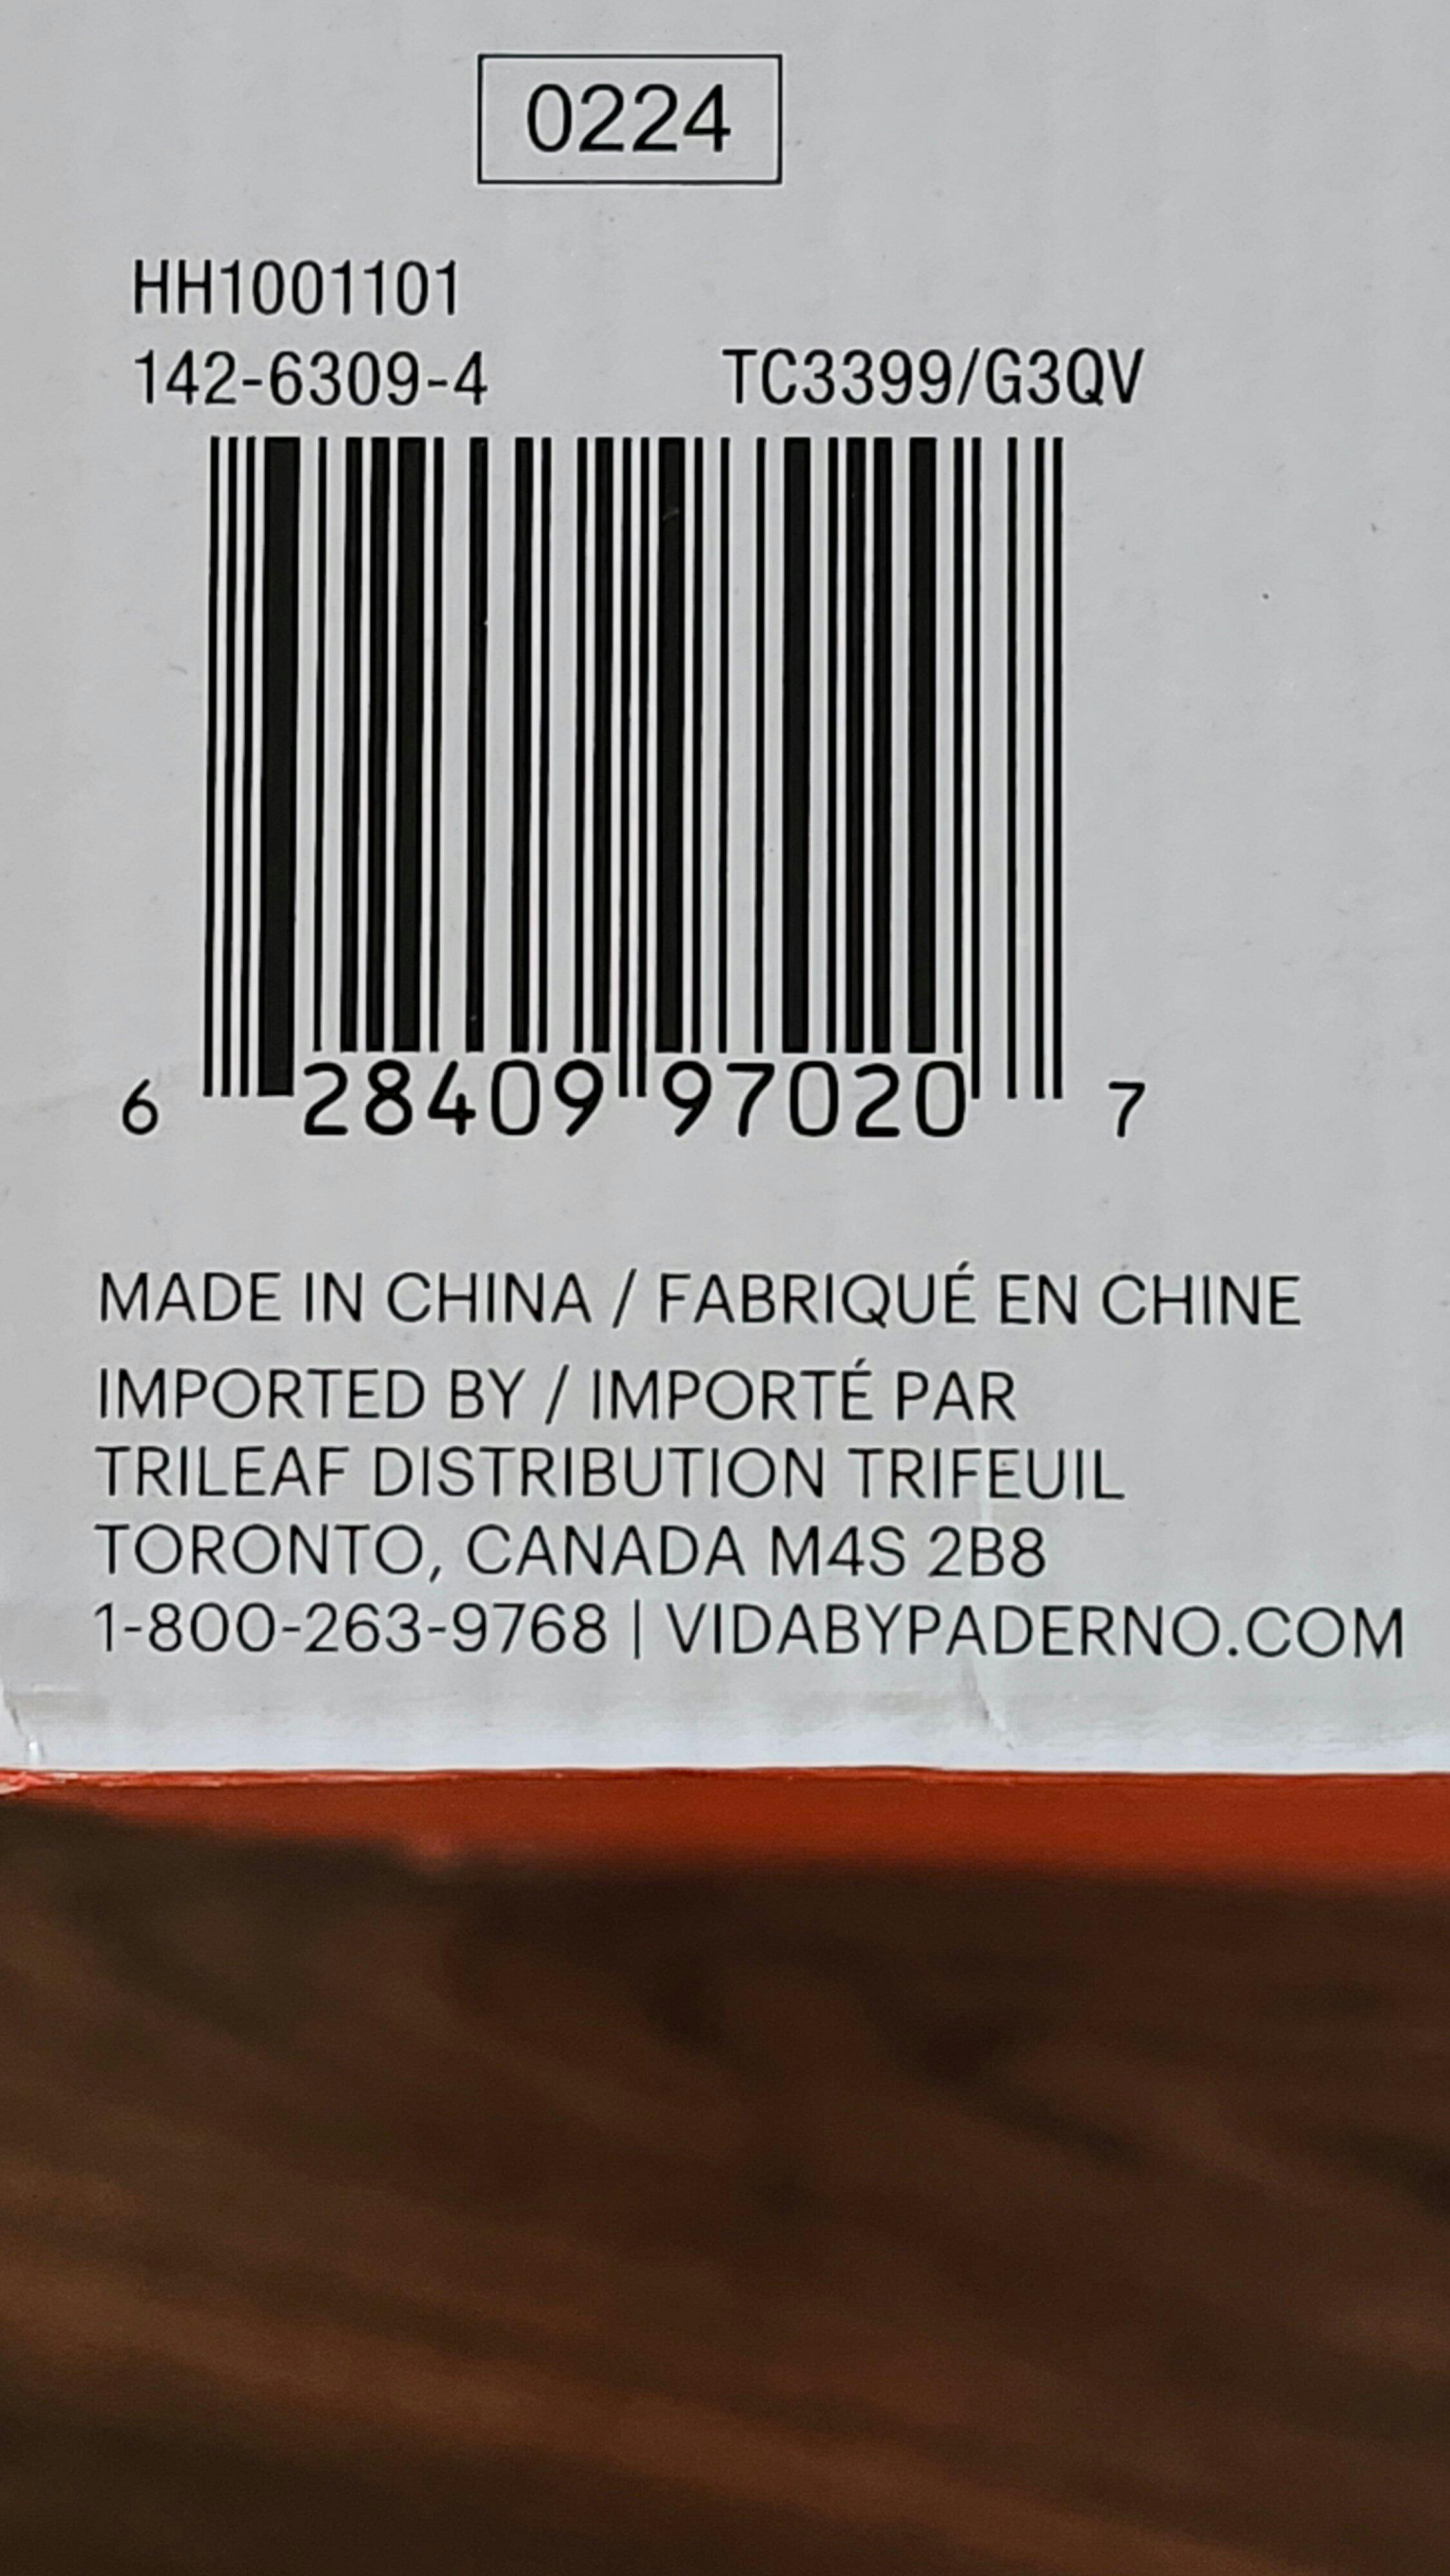 0224
HH1001101
142-6309-4 TC3399/G3QV
6 28409 97020 7
MADE IN CHINA / FABRIQUÉ EN CHINE
IMPORTED BY / IMPORTÉ PAR
TRILEAF DISTRIBUTION TRIFEUIL
TORONTO, CANADA M4S 2B8
1-800-263-9768 | VIDABYPADERNO.COM